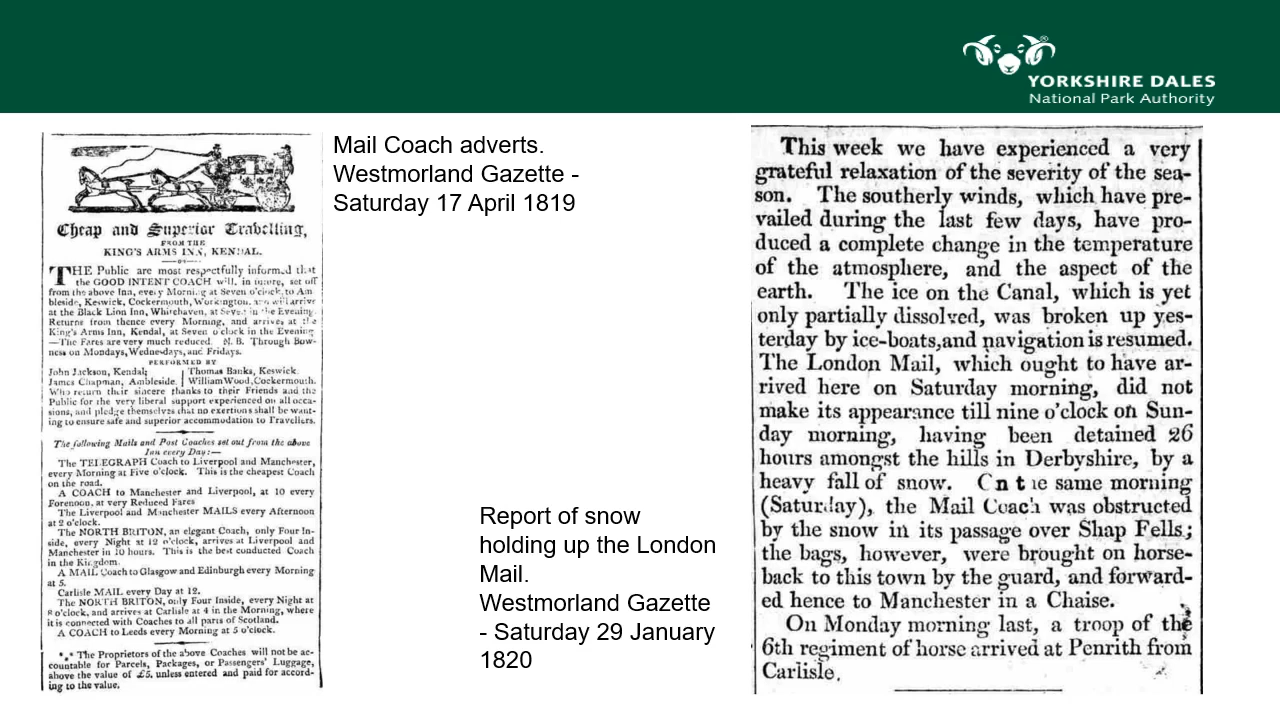 YORKSHIRE DALES
National Park Authority
Cheap and Superior Travelling,
FROM THE
KING'S ARMS INN, KENDAL.
THE Public are most respectfully informed that
the GOOD INTENT COACH will, in future, set off
from the above Inn, every Morning at Seven o'clock, to Am
bleside, Keswick, Cockermouth, Workington, and will arrive
at the Black Lion Inn, Whitehaven, at Seven in the Evening.
Returns from thence every Morning, and arrives at the
King's Arms Inn, Kendal, at Seven o'clock in the Evening
—The Fares are very much reduced. N. B. Through Bow-
ness on Mondays, Wednesdays, and Fridays.
PERFORMED BY
John Jackson, Kendal; Thomas Banks, Keswick.
James Chapman, Ambleside. William Wood, Cockermouth.
Who return their sincere thanks to their Friends and the
Public for the very liberal support experienced on all occa-
sions, and pledge themselves that no exertions shall be want-
ing to ensure safe and superior accommodation to Travellers.
The following Mails and Post Coaches set out from the above
Inn every Day:—
The TELEGRAPH Coach to Liverpool and Manchester,
every Morning at Five o'clock. This is the cheapest Coach
on the road.
A COACH to Manchester and Liverpool, at 10 every
Forenoon, at very Reduced Fares
The Liverpool and Manchester MAILS every Afternoon
at 2 o'clock.
The NORTH BRITON, an elegant Coach, only Four In-
side, every Night at 12 o'clock, arrives at Liverpool and
Manchester in 10 hours. This is the best conducted Coach
in the Kingdom.
A MAIL Coach to Glasgow and Edinburgh every Morning
at 5.
Carlisle MAIL every Day at 12.
The NORTH BRITON, only Four Inside, every Night at
8 o'clock, and arrives at Carlisle at 4 in the Morning, where
it is connected with Coaches to all parts of Scotland.
A COACH to Leeds every Morning at 5 o'clock.
*,* The Proprietors of the above Coaches will not be ac-
countable for Parcels, Packages, or Passengers' Luggage,
above the value of £5, unless entered and paid for accord-
ing to the value.
Mail Coach adverts.
Westmorland Gazette -
Saturday 17 April 1819
Report of snow
holding up the London
Mail.
Westmorland Gazette
- Saturday 29 January
1820
This week we have experienced a very
grateful relaxation of the severity of the sea-
son. The southerly winds, which have pre-
vailed during the last few days, have pro-
duced a complete change in the temperature
of the atmosphere, and the aspect of the
earth. The ice on the Canal, which is yet
only partially dissolved, was broken up yes-
terday by ice-boats, and navigation is resumed.
The London Mail, which ought to have ar-
rived here on Saturday morning, did not
make its appearance till nine o'clock on Sun-
day morning, having been detained 26
hours amongst the hills in Derbyshire, by a
heavy fall of snow. On the same morning
(Saturday), the Mail Coach was obstructed
by the snow in its passage over Shap Fells;
the bags, however, were brought on horse-
back to this town by the guard, and forward-
ed hence to Manchester in a Chaise.
On Monday morning last, a troop of the
6th regiment of horse arrived at Penrith from
Carlisle.